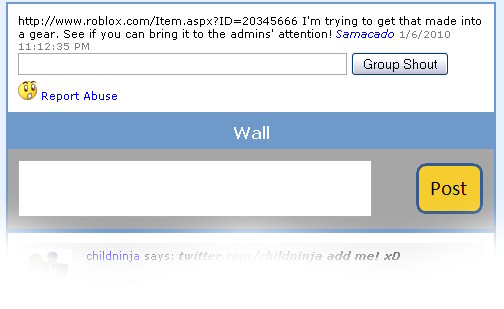 http://www.roblox.com/Item.aspx?ID=20345666 I'm trying to get that made into
a gear. See if you can bring it to the admins' attention! Samacado 1/6/2010
11:12:35 PM
Group Shout
Report Abuse
Wall
Post
childninja says: twitter.com/childninja add me! xD